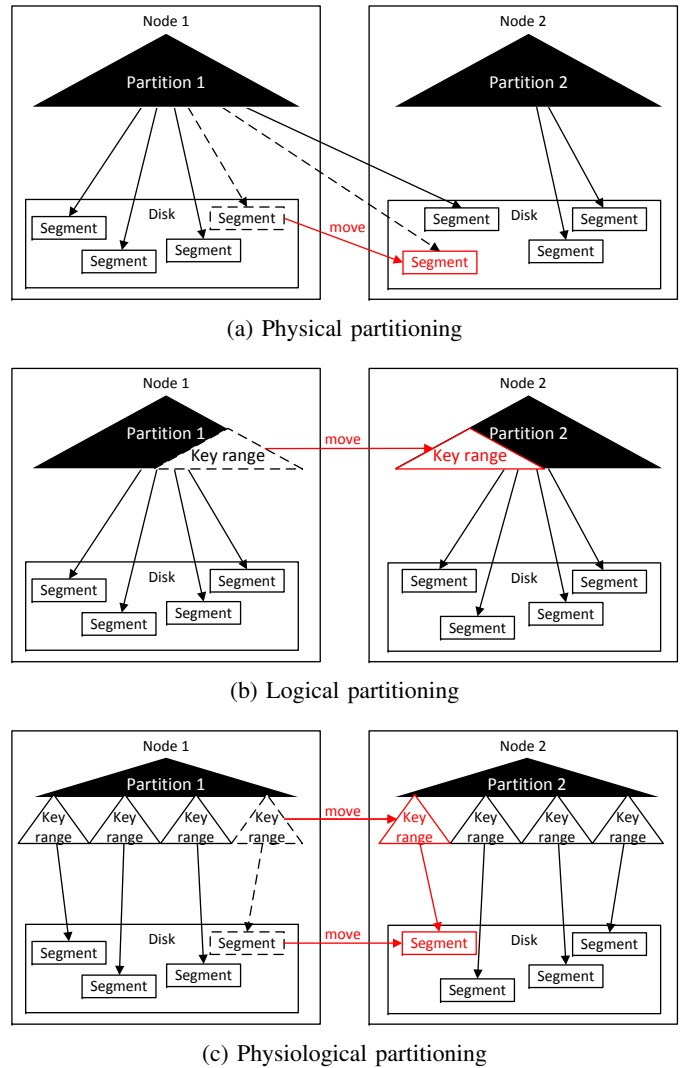 Node 1
Node 2
Partition 1
Partition 2
Disk
Segment
Segment
Segment
Segment
move
Disk
Segment
Segment
Segment
Segment
(a) Physical partitioning
Node 1
Node 2
Partition 1
Key range
move
Partition 2
Key range
Disk
Segment
Segment
Segment
Segment
Disk
Segment
Segment
Segment
Segment
(b) Logical partitioning
Node 1
Node 2
Partition 1
Partition 2
Key
range
Key
range
Key
range
Key
range
move
Key
range
Key
range
Key
range
Key
range
Disk
Segment
Segment
Segment
Segment
move
Disk
Segment
Segment
Segment
Segment
(c) Physiological partitioning